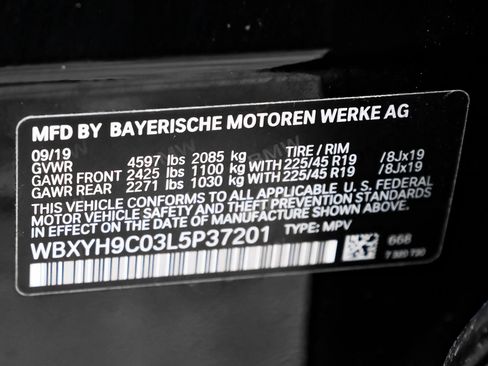 MFD BY BAYERISCHE MOTOREN WERKE AG
09/19 TIRE / RIM
GVWR 4597 lbs 2085 kg
GAWR FRONT 2425 lbs 1100 kg WITH 225/45 R19 /8Jx19
GAWR REAR 2271 lbs 1030 kg WITH 225/45 R19 /8Jx19
THIS VEHICLE CONFORMS TO ALL APPLICABLE U. S. FEDERAL
MOTOR VEHICLE SAFETY AND THEFT PREVENTION STANDARDS
IN EFFECT ON THE DATE OF MANUFACTURE SHOWN ABOVE.
WBXYH9C03L5P37201 TYPE: MPV
668
7 320 730